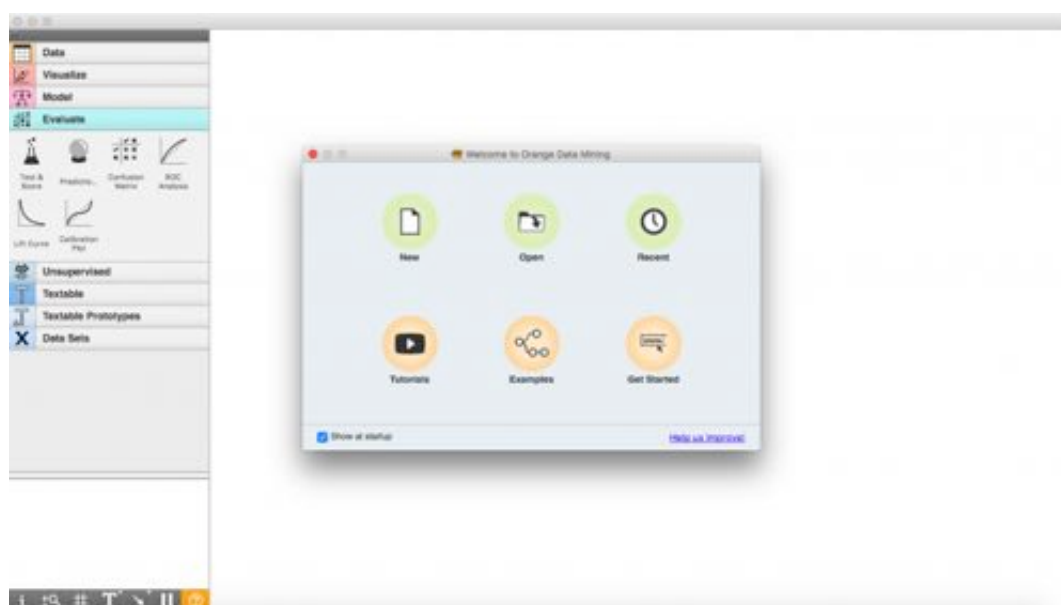 Data
Visualize
Model
Evaluate
Test & Score
Predictio...
Confusion Matrix
ROC Analysis
Lift Curve
Calibration Plot
Unsupervised
Textable
Textable Prototypes
Data Sets
Welcome to Orange Data Mining
New
Open
Recent
Tutorials
Examples
Get Started
Show at startup
Help us improve!